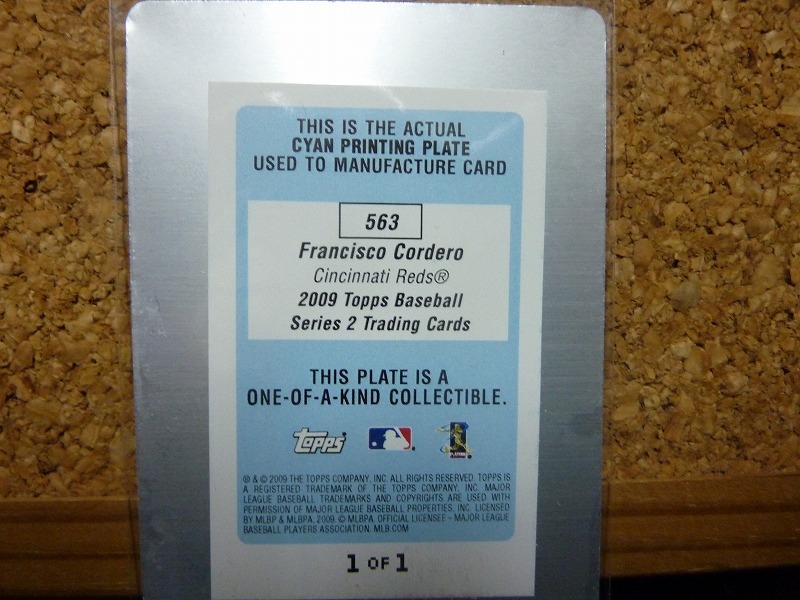 THIS IS THE ACTUAL
CYAN PRINTING PLATE
USED TO MANUFACTURE CARD
563
Francisco Cordero
Cincinnati Reds®
2009 Topps Baseball
Series 2 Trading Cards
THIS PLATE IS A
ONE-OF-A-KIND COLLECTIBLE.
Topps
® & © 2009 THE TOPPS COMPANY, INC. ALL RIGHTS RESERVED. TOPPS IS
A REGISTERED TRADEMARK OF THE TOPPS COMPANY, INC. MAJOR
LEAGUE BASEBALL TRADEMARKS AND COPYRIGHTS ARE USED WITH
PERMISSION OF MAJOR LEAGUE BASEBALL PROPERTIES, INC. LICENSED
BY MLBP & MLBPA, 2009. © MLBPA. OFFICIAL LICENSEE - MAJOR LEAGUE
BASEBALL PLAYERS ASSOCIATION. MLB.COM
1 OF 1